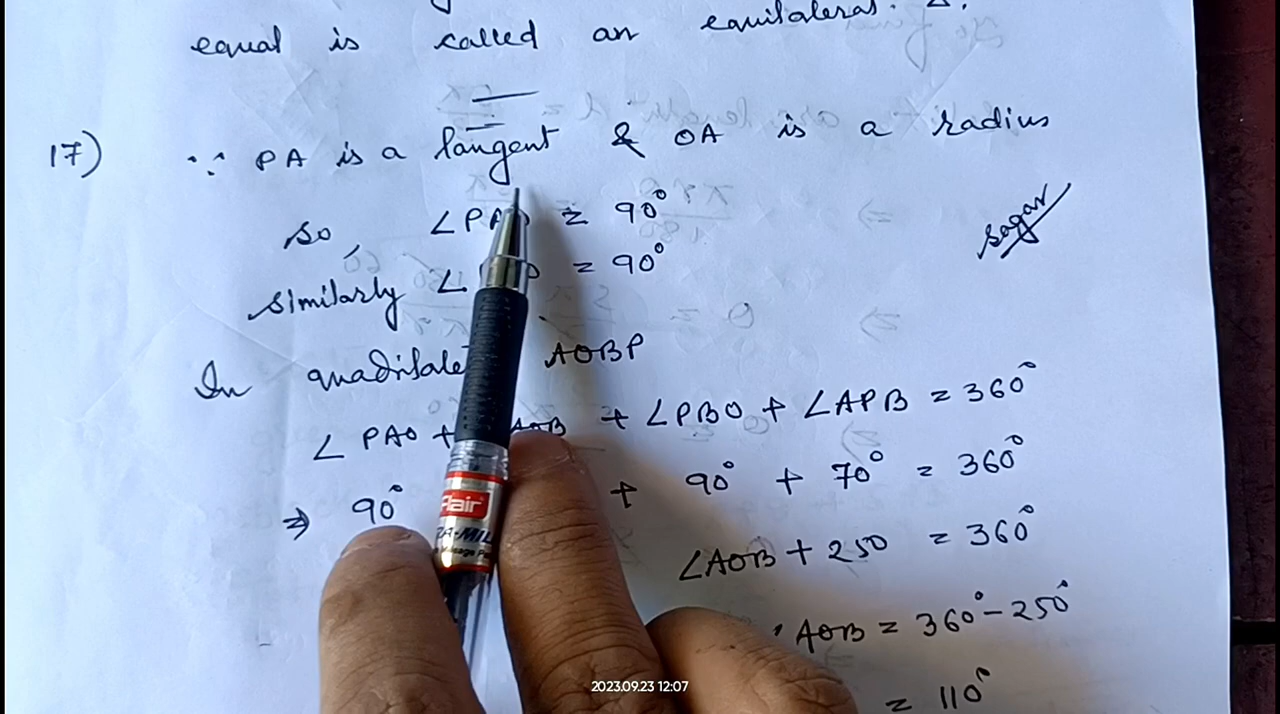 equal is called an equilateral Δ.
17) ∵ PA is a tangent & OA is a radius
so, ∠PAO = 90°
sagar
similarly ∠ = 90°
In AOBP
∠PAO + AOB + ∠PBO + ∠APB = 360°
⇒ 90° + 90° + 70° = 360°
∠AOB + 250 = 360°
AOB = 360° - 250°
= 110°
Flair
2023.09.23 12:07